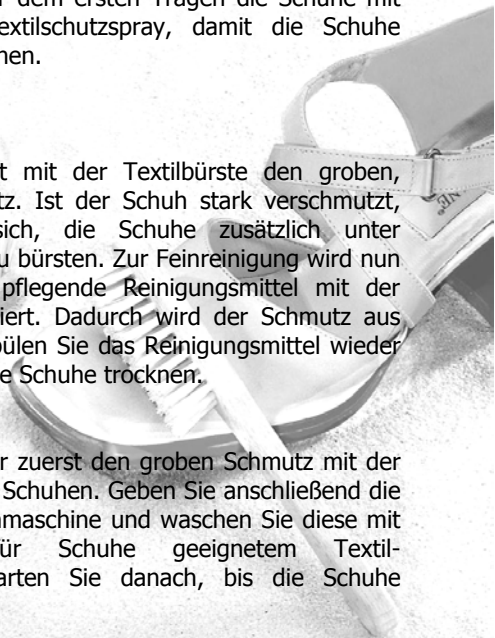 dem ersten Tragen die Schuhe mit
extilschutzspray, damit die Schuhe
hen.
t mit der Textilbürste den groben,
tz. Ist der Schuh stark verschmutzt,
sich, die Schuhe zusätzlich unter
u bürsten. Zur Feinreinigung wird nun
pflegende Reinigungsmittel mit der
iert. Dadurch wird der Schmutz aus
pülen Sie das Reinigungsmittel wieder
e Schuhe trocknen.
r zuerst den groben Schmutz mit der
Schuhen. Geben Sie anschließend die
hmaschine und waschen Sie diese mit
ür Schuhe geeignetem Textil-
arten Sie danach, bis die Schuhe